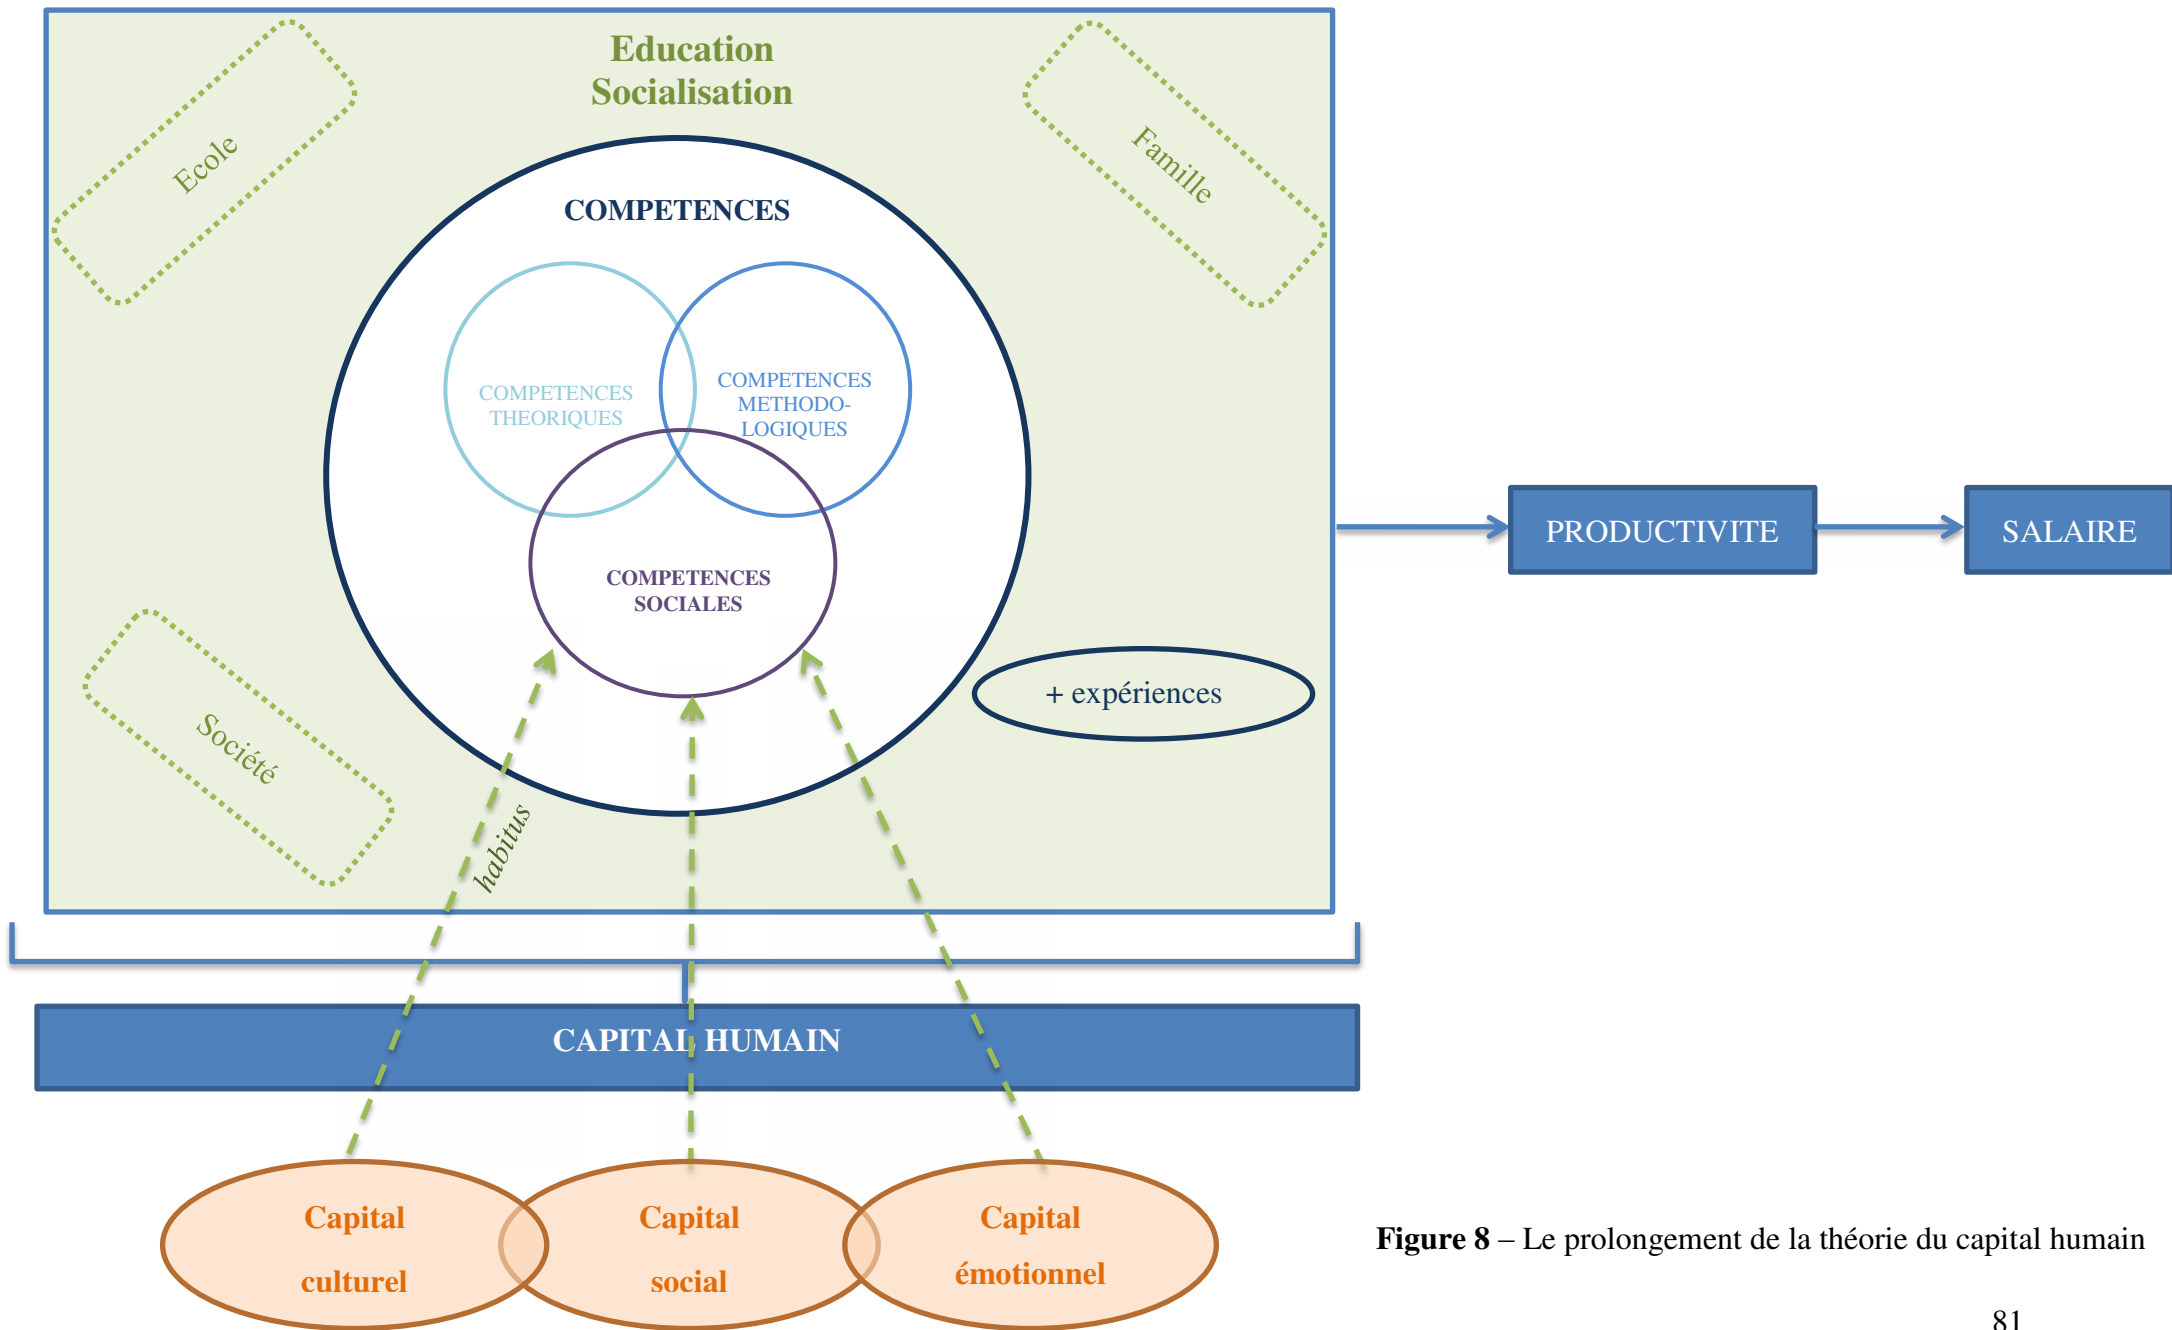 Education
Socialisation
Ecole
Famille
COMPETENCES
COMPETENCES
THEORIQUES
COMPETENCES
METHODO-
LOGIQUES
COMPETENCES
SOCIALES
PRODUCTIVITE
SALAIRE
+ expériences
Société
habitus
CAPITAL HUMAIN
Capital
culturel
Capital
social
Capital
émotionnel
Figure 8 – Le prolongement de la théorie du capital humain
81